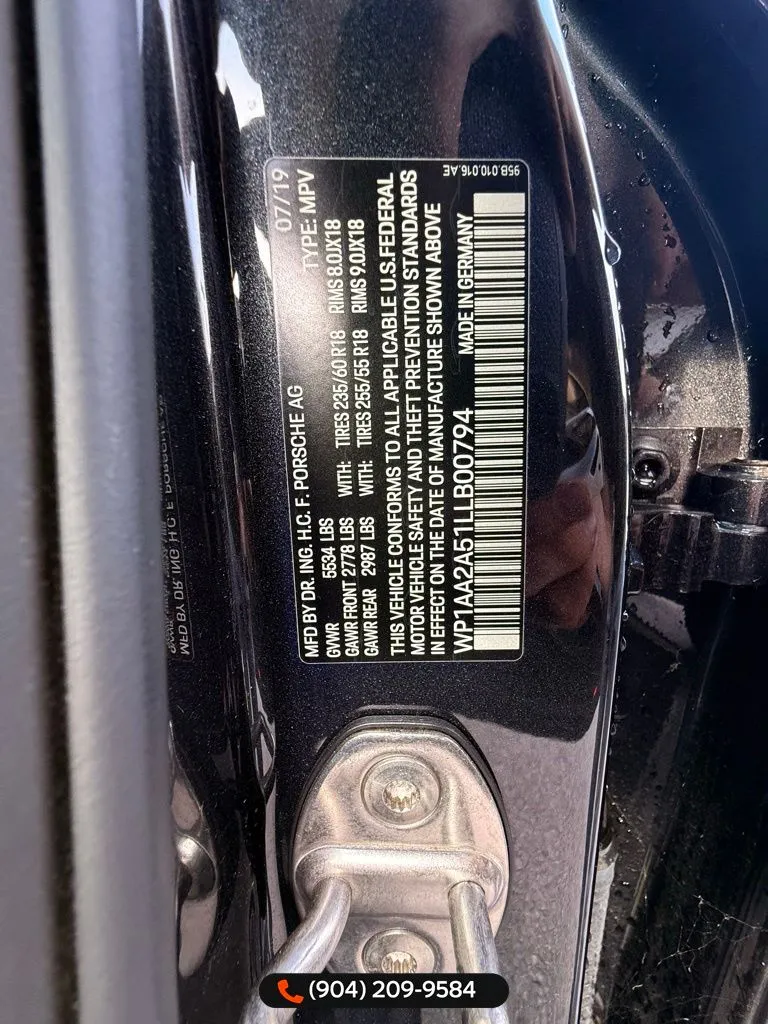 07/19
MFD BY DR. ING. H.C. F. PORSCHE AG TYPE: MPV
GVWR 5534 LBS
GAWR FRONT 2778 LBS WITH: TIRES 235/60 R18 RIMS 8.0JX18
GAWR REAR 2987 LBS WITH: TIRES 255/55 R18 RIMS 9.0JX18
THIS VEHICLE CONFORMS TO ALL APPLICABLE U.S.FEDERAL
MOTOR VEHICLE SAFETY AND THEFT PREVENTION STANDARDS
IN EFFECT ON THE DATE OF MANUFACTURE SHOWN ABOVE
WP1AA2A51LLB00794 MADE IN GERMANY
95B.010.016.AE
(904) 209-9584